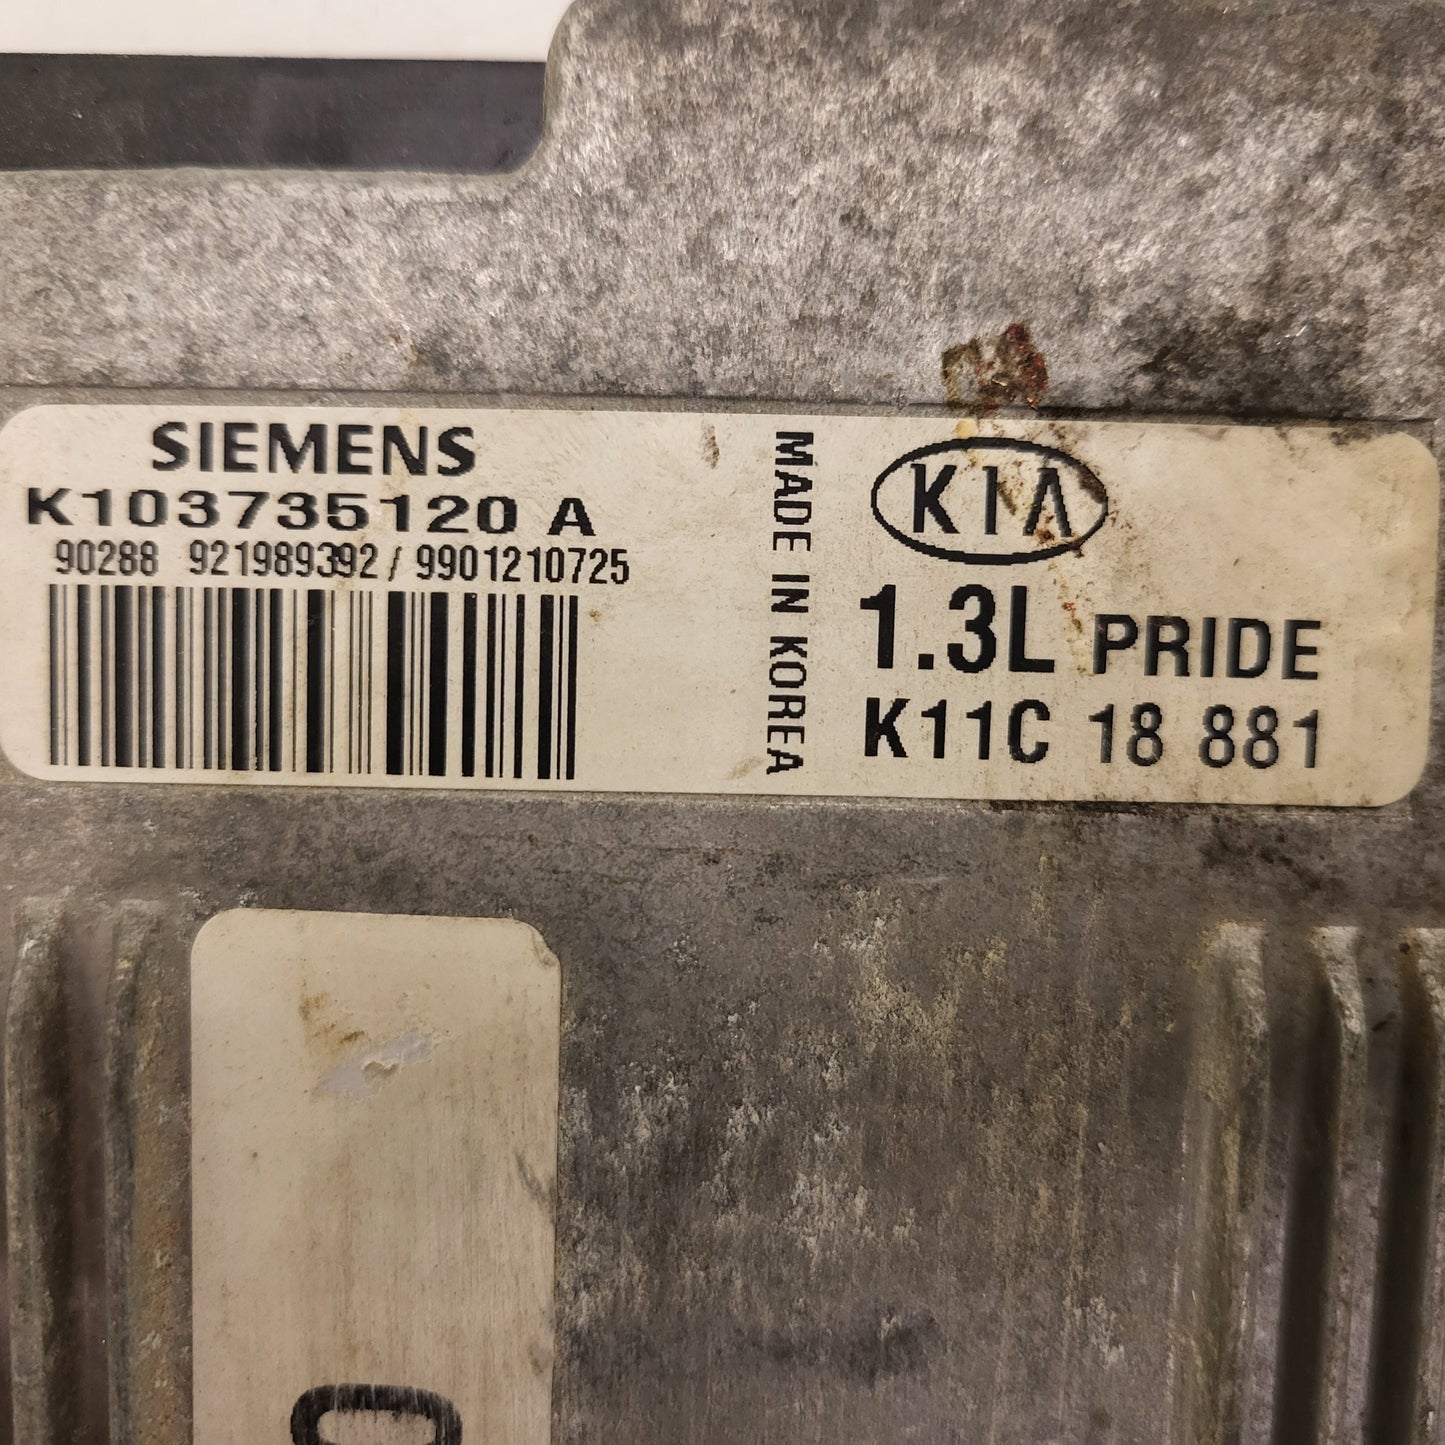 SIEMENS
K103735120 A
90288 921989392 / 9901210725
MADE IN KOREA
KIA
1.3L PRIDE
K11C 18 881